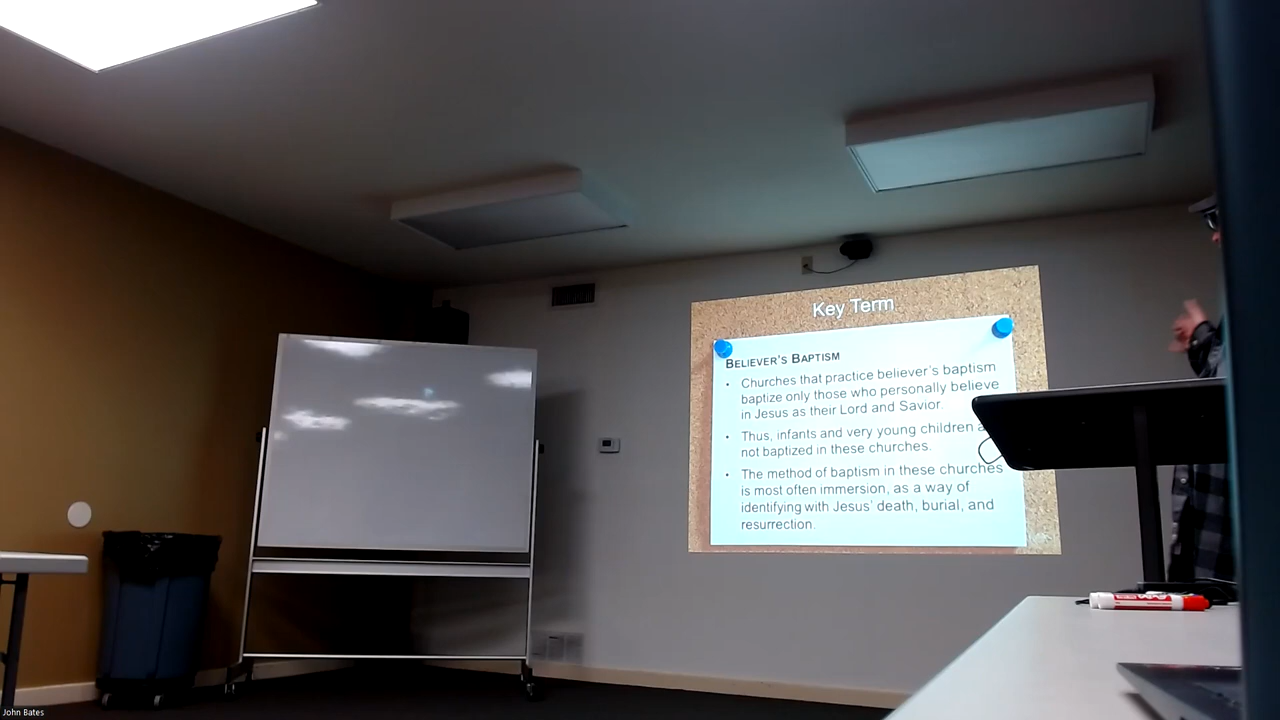 Key Term
BELIEVER'S BAPTISM
• Churches that practice believer's baptism
baptize only those who personally believe
in Jesus as their Lord and Savior.
• Thus, infants and very young children
not baptized in these churches.
• The method of baptism in these churches
is most often immersion, as a way of
identifying with Jesus' death, burial, and
resurrection.
John Bates